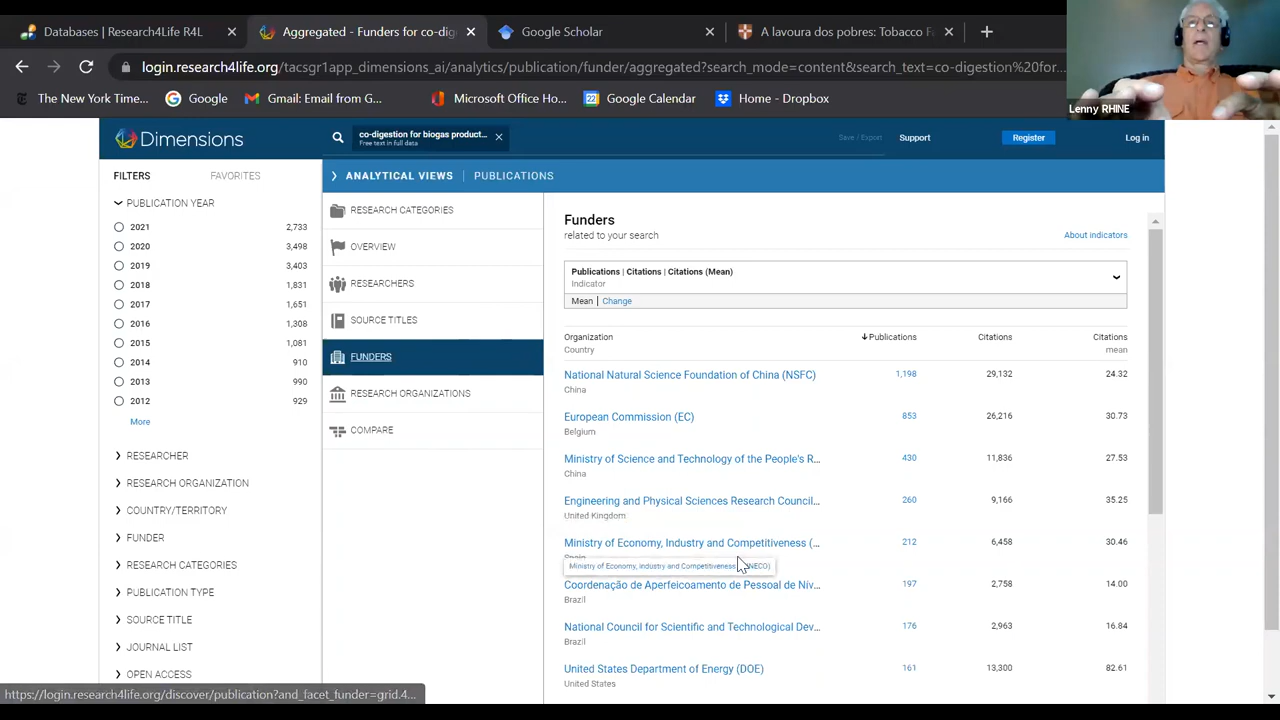 Databases | Research4Life R4L
Aggregated - Funders for co-dig
Google Scholar
A lavoura dos pobres: Tobacco Fa
login.research4life.org/tacsgr1app_dimensions_ai/analytics/publication/funder/aggregated?search_mode=content&search_text=co-digestion%20for...
The New York Time...
Google
Gmail: Email from G...
Microsoft Office Ho...
Google Calendar
Home - Dropbox
Lenny RHINE
Dimensions
co-digestion for biogas product...
Free text in full data
Save / Export
Support
Register
Log in
FILTERS
FAVORITES
ANALYTICAL VIEWS
PUBLICATIONS
PUBLICATION YEAR
2021 2,733
2020 3,498
2019 3,403
2018 1,831
2017 1,651
2016 1,308
2015 1,081
2014 910
2013 990
2012 929
More
RESEARCHER
RESEARCH ORGANIZATION
COUNTRY/TERRITORY
FUNDER
RESEARCH CATEGORIES
PUBLICATION TYPE
SOURCE TITLE
JOURNAL LIST
OPEN ACCESS
RESEARCH CATEGORIES
OVERVIEW
RESEARCHERS
SOURCE TITLES
FUNDERS
RESEARCH ORGANIZATIONS
COMPARE
Funders
related to your search
About indicators
Publications | Citations | Citations (Mean)
Indicator
Mean | Change
Organization Publications Citations Citations
Country mean
National Natural Science Foundation of China (NSFC) 1,198 29,132 24.32
China
European Commission (EC) 853 26,216 30.73
Belgium
Ministry of Science and Technology of the People's R... 430 11,836 27.53
China
Engineering and Physical Sciences Research Council... 260 9,166 35.25
United Kingdom
Ministry of Economy, Industry and Competitiveness (... 212 6,458 30.46
Spain
Ministry of Economy, Industry and Competitiveness
Coordenação de Aperfeicoamento de Pessoal de Nív... 197 2,758 14.00
Brazil
National Council for Scientific and Technological Dev... 176 2,963 16.84
Brazil
United States Department of Energy (DOE) 161 13,300 82.61
United States
https://login.research4life.org/discover/publication?and_facet_funder=grid.4...